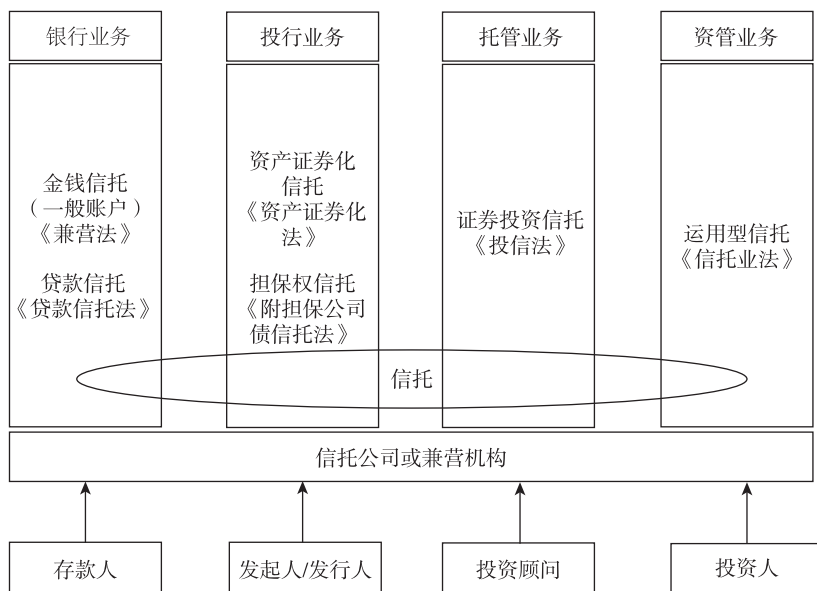 银行业务
投行业务
托管业务
资管业务
金钱信托
（一般账户）
《兼营法》
贷款信托
《贷款信托法》
资产证券化
信托
《资产证券化
法》
担保权信托
《附担保公司
债信托法》
证券投资信托
《投信法》
运用型信托
《信托业法》
信托
信托公司或兼营机构
存款人
发起人/发行人
投资顾问
投资人